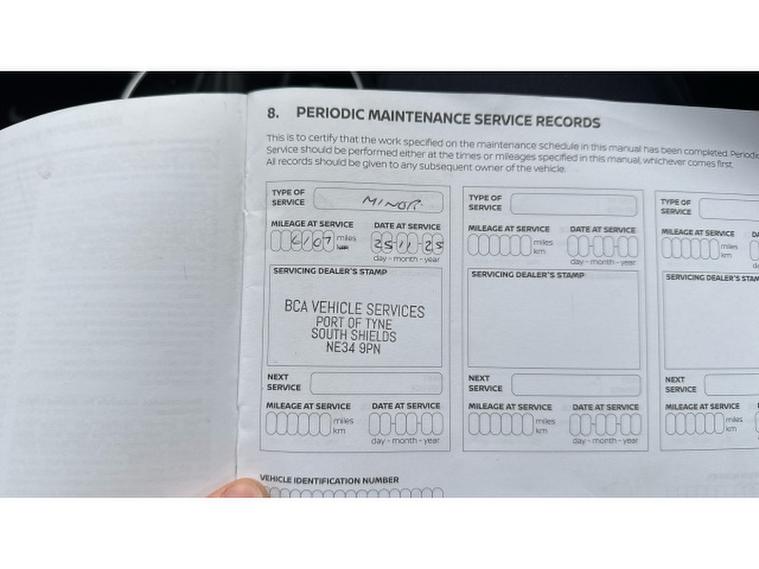 8. PERIODIC MAINTENANCE SERVICE RECORDS
This is to certify that the work specified on the maintenance schedule in this manual has been completed. Periodic
Service should be performed either at the times or mileages specified in this manual, whichever comes first.
All records should be given to any subsequent owner of the vehicle.
TYPE OF SERVICE MINOR
MILEAGE AT SERVICE DATE AT SERVICE
6107 miles 25-11-25
day - month - year
SERVICING DEALER'S STAMP
BCA VEHICLE SERVICES
PORT OF TYNE
SOUTH SHIELDS
NE34 9PN
NEXT SERVICE
MILEAGE AT SERVICE DATE AT SERVICE
miles
km
day - month - year
TYPE OF SERVICE
MILEAGE AT SERVICE DATE AT SERVICE
miles
km
day - month - year
SERVICING DEALER'S STAMP
NEXT SERVICE
MILEAGE AT SERVICE DATE AT SERVICE
miles
km
day - month - year
TYPE OF SERVICE
MILEAGE AT SERVICE
miles
km
SERVICING DEALER'S STAM
NEXT SERVICE
MILEAGE AT SERVICE
miles
km
VEHICLE IDENTIFICATION NUMBER